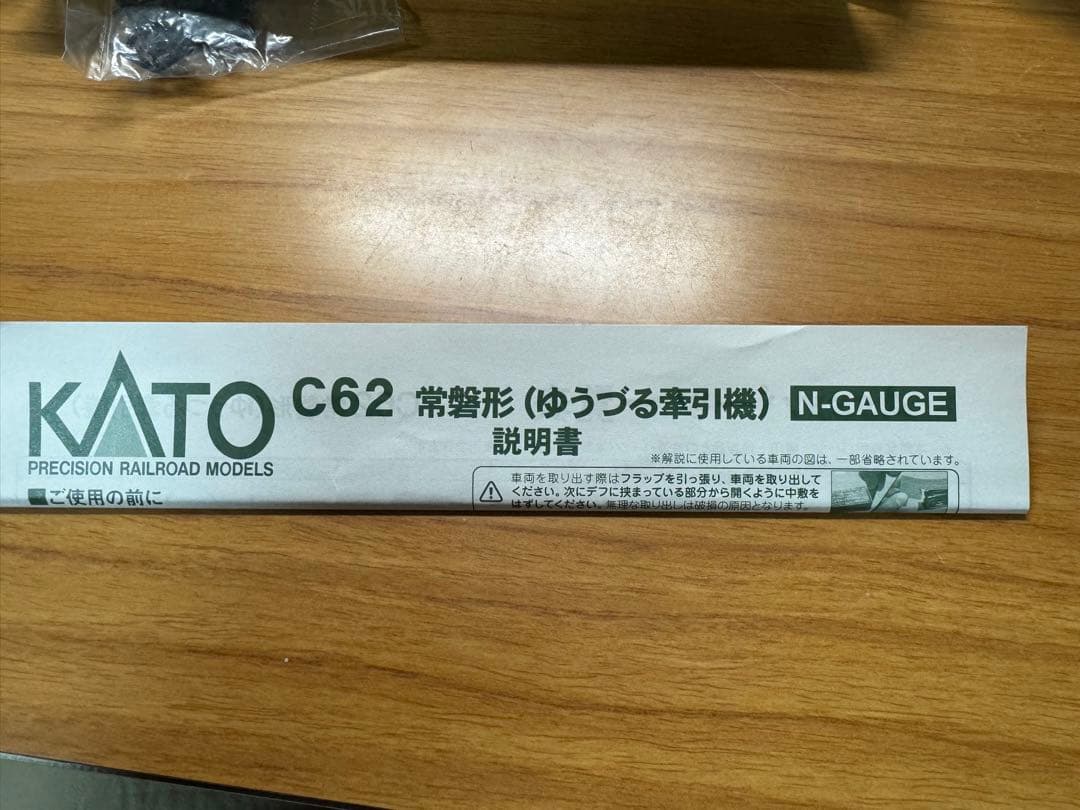 KATO
PRECISION RAILROAD MODELS
C62 常磐形(ゆうづる牽引機) N-GAUGE
説明書
※解説に使用している車両の図は、一部省略されています。
■ご使用の前に
車両を取り出す際はフラップを引っ張り、車両を取り出して
ください。次にデフに挟まっている部分から開くように中敷を
はずしてください。無理な取り出しは破損の原因となります。